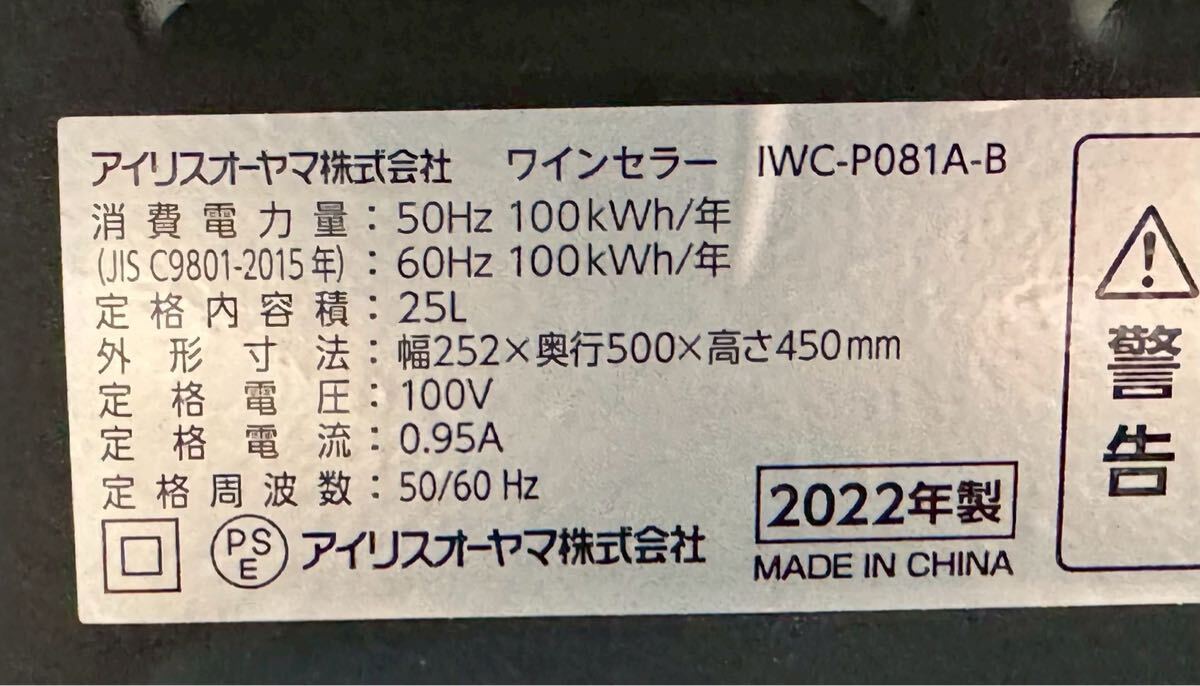 アイリスオーヤマ株式会社 ワインセラー IWC-P081A-B
消費電力量：50Hz 100kWh/年
(JIS C9801-2015年)：60Hz 100kWh/年
定格内容積：25L
外形寸法：幅252×奥行500×高さ450mm
定格電圧：100V
定格電流：0.95A
定格周波数：50/60 Hz
PSE アイリスオーヤマ株式会社
2022年製
MADE IN CHINA
警告